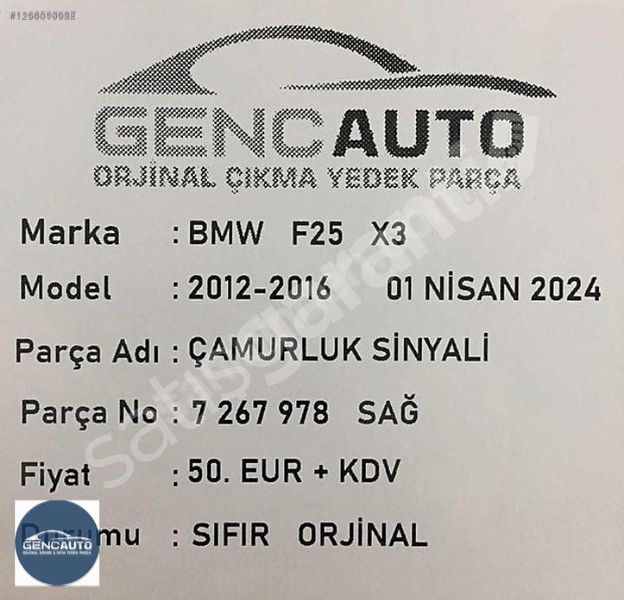 GENCAUTO
ORJİNAL ÇIKMA YEDEK PARÇA
Marka : BMW F25 X3
Model : 2012-2016 01 NİSAN 2024
Parça Adı : ÇAMURLUK SİNYALİ
Parça No : 7 267 978 SAĞ
Fiyat : 50. EUR + KDV
: SIFIR ORJİNAL
GENCAUTO